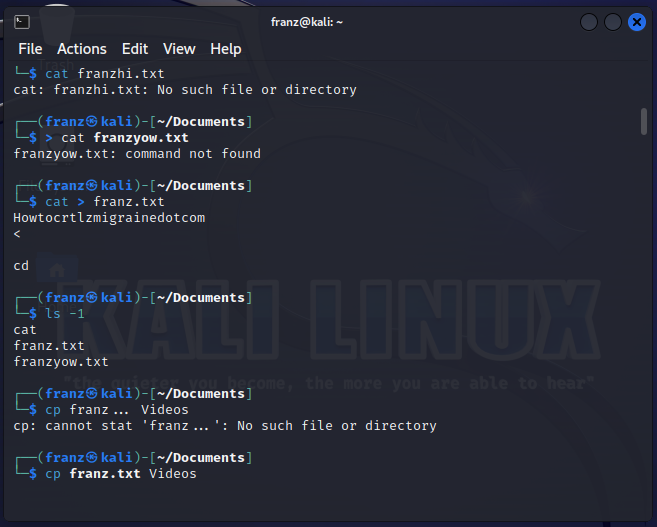 franz@kali: ~
File Actions Edit View Help
└─$ cat franzhi.txt
cat: franzhi.txt: No such file or directory
┌──(franz㉿kali)-[~/Documents]
└─$ > cat franzyow.txt
franzyow.txt: command not found
┌──(franz㉿kali)-[~/Documents]
└─$ cat > franz.txt
Howtocrtlzmigrainedotcom
<
cd
┌──(franz㉿kali)-[~/Documents]
└─$ ls -1
cat
franz.txt
franzyow.txt
┌──(franz㉿kali)-[~/Documents]
└─$ cp franz... Videos
cp: cannot stat 'franz...': No such file or directory
┌──(franz㉿kali)-[~/Documents]
└─$ cp franz.txt Videos
Trash
KALI LINUX
"the quieter you become, the more you are able to hear"